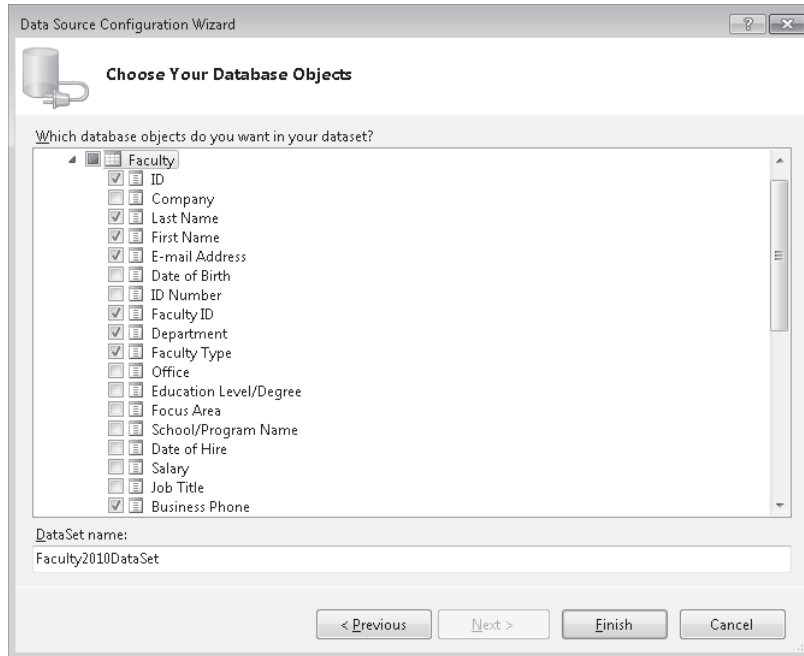 Data Source Configuration Wizard
Choose Your Database Objects
Which database objects do you want in your dataset?
Faculty
ID
Company
Last Name
First Name
E-mail Address
Date of Birth
ID Number
Faculty ID
Department
Faculty Type
Office
Education Level/Degree
Focus Area
School/Program Name
Date of Hire
Salary
Job Title
Business Phone
DataSet name:
Faculty2010DataSet
< Previous Next > Finish Cancel